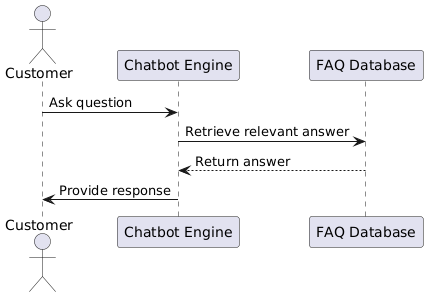 Customer
Chatbot Engine
FAQ Database
Ask question
Retrieve relevant answer
Return answer
Provide response
Customer
Chatbot Engine
FAQ Database